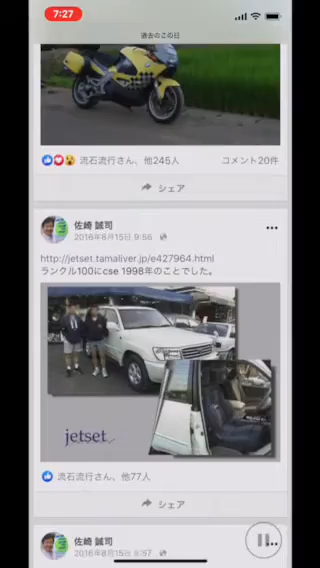 7:27
過去のこの日
流石流行さん、他245人
コメント20件
シェア
佐崎 誠司
2016年8月15日 9:56
http://jetset.tamaliver.jp/e427964.html
ランクル100にcse 1998年のことでした。
jetset
流石流行さん、他77人
シェア
佐崎 誠司
2016年8月15日 8:57